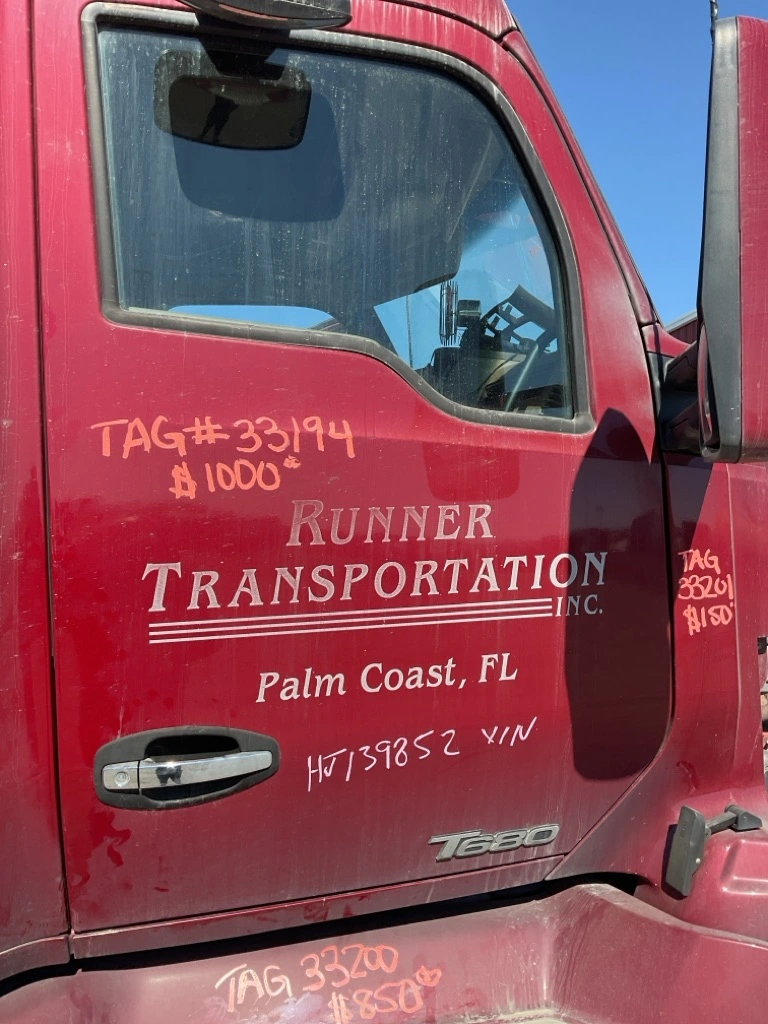 TAG# 33194
$1000
RUNNER
TRANSPORTATION
INC.
Palm Coast, FL
TAG
33201
$150
HJ139852 VIN
T680
TAG 33200
$850